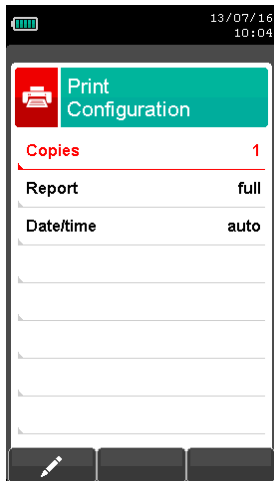 13/07/16
10:04
Print
Configuration
Copies 1
Report full
Date/time auto